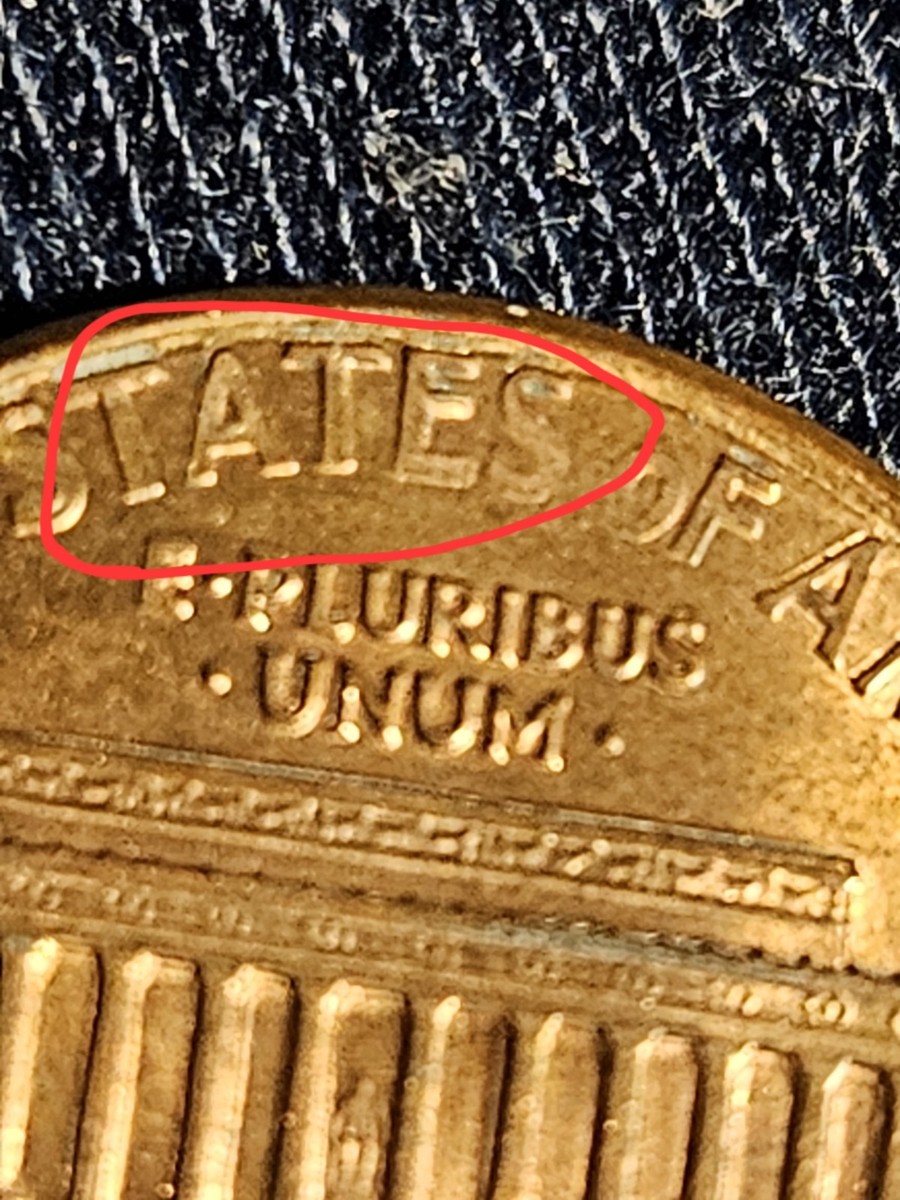 STATES OF
E·PLURIBUS
·UNUM·